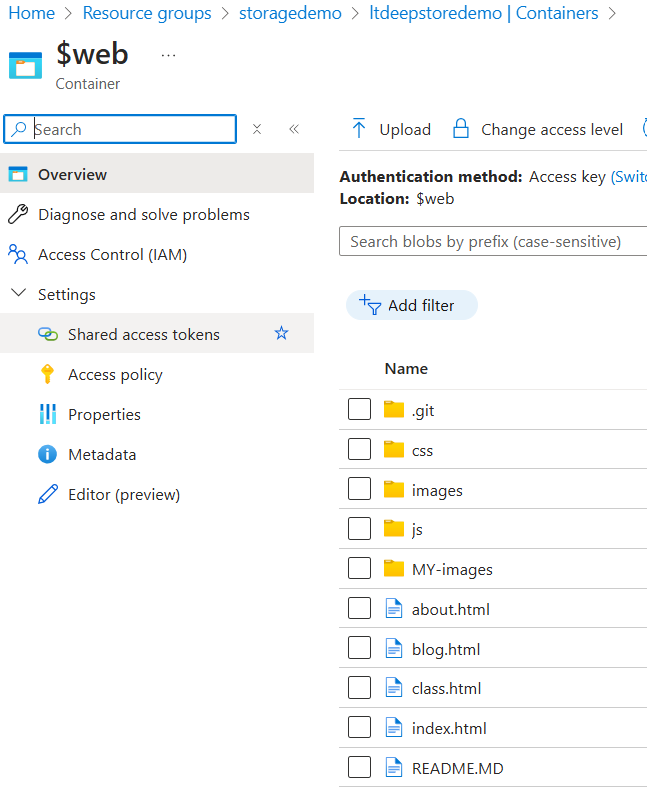 Home > Resource groups > storagedemo > ltdeepstoredemo | Containers >
$web ...
Container
Search
Overview
Diagnose and solve problems
Access Control (IAM)
Settings
Shared access tokens
Access policy
Properties
Metadata
Editor (preview)
Upload Change access level
Authentication method: Access key (Switc
Location: $web
Search blobs by prefix (case-sensitive)
Add filter
Name
.git
css
images
js
MY-images
about.html
blog.html
class.html
index.html
README.MD